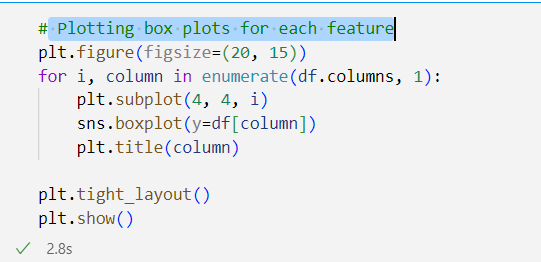 # Plotting box plots for each feature
plt.figure(figsize=(20, 15))
for i, column in enumerate(df.columns, 1):
    plt.subplot(4, 4, i)
    sns.boxplot(y=df[column])
    plt.title(column)

plt.tight_layout()
plt.show()
✓ 2.8s